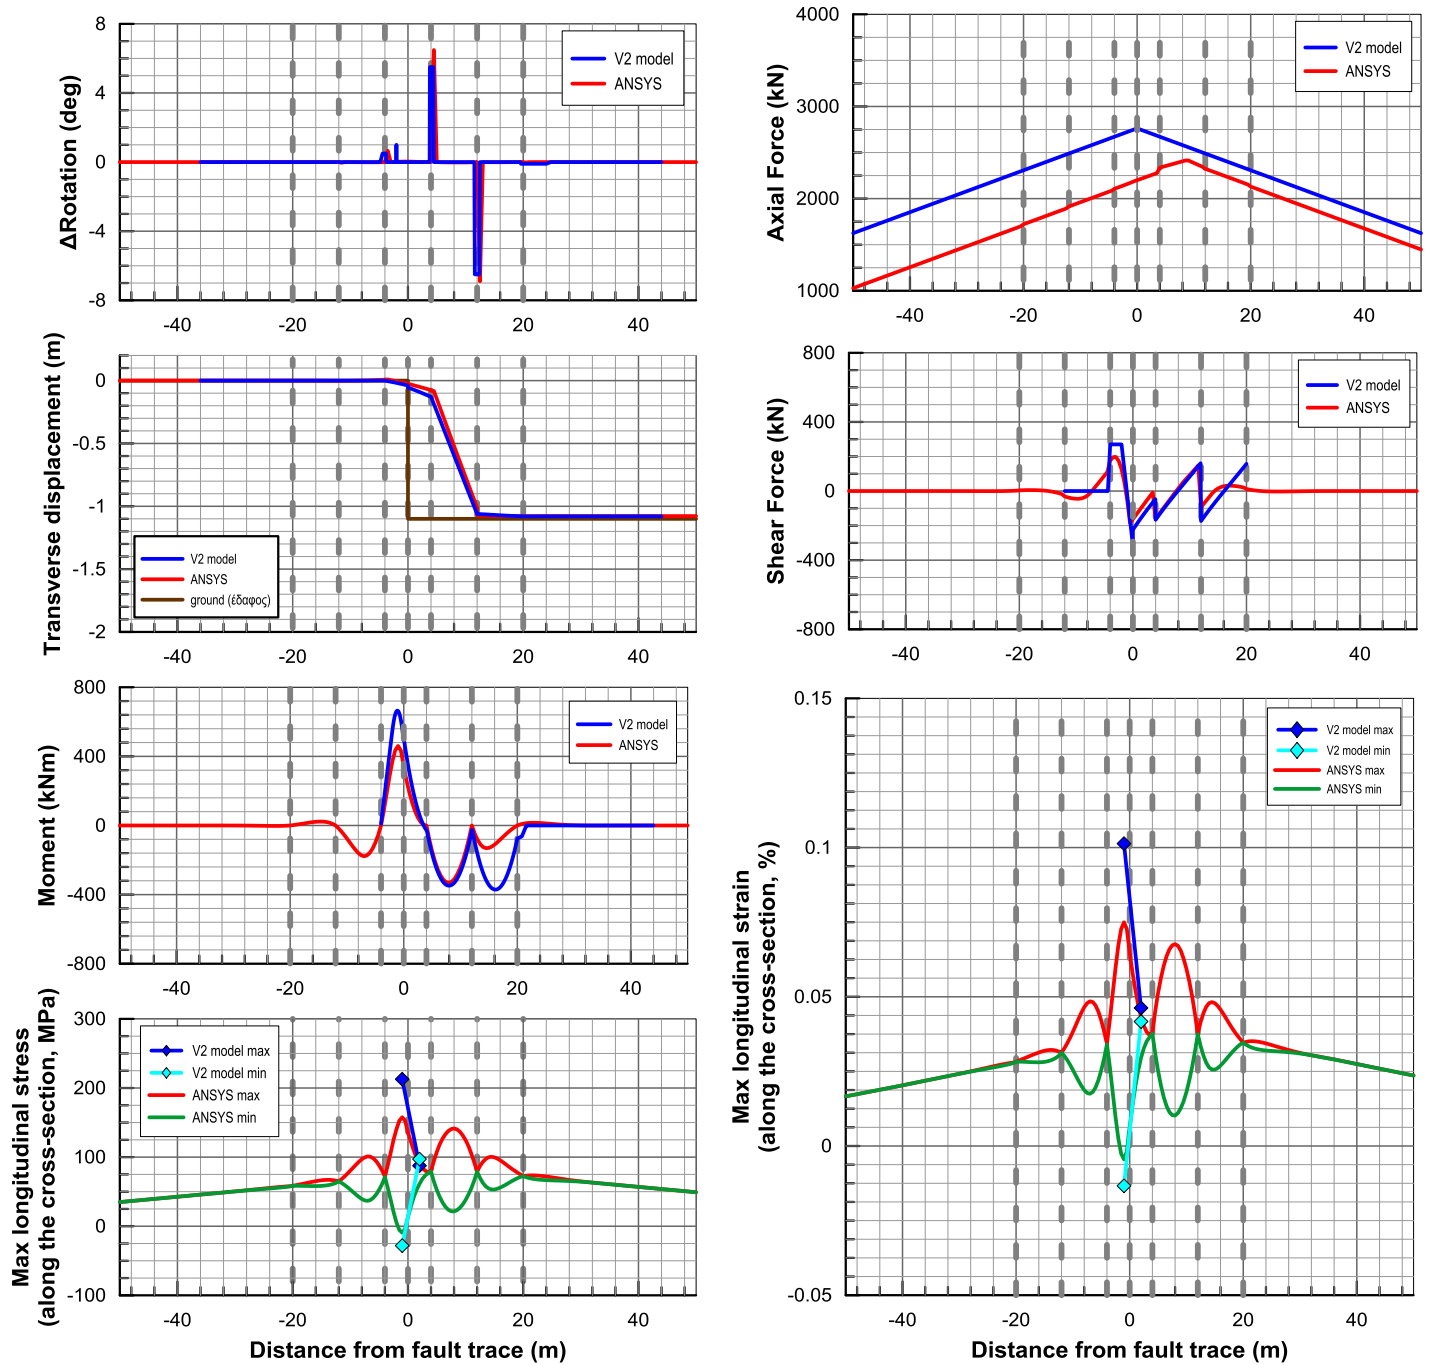 ΔRotation (deg)
8
4
0
-4
-8
V2 model
ANSYS
-40 -20 0 20 40
Axial Force (kN)
4000
3000
2000
1000
V2 model
ANSYS
-40 -20 0 20 40
Transverse displacement (m)
0
-0.5
-1
-1.5
-2
V2 model
ANSYS
ground (έδαφος)
-40 -20 0 20 40
Shear Force (kN)
800
400
0
-400
-800
V2 model
ANSYS
-40 -20 0 20 40
Moment (kNm)
800
400
0
-400
-800
V2 model
ANSYS
-40 -20 0 20 40
Max longitudinal stress
(along the cross-section, MPa)
300
200
100
0
-100
V2 model max
V2 model min
ANSYS max
ANSYS min
-40 -20 0 20 40
Distance from fault trace (m)
Max longitudinal strain
(along the cross-section, %)
0.15
0.1
0.05
0
-0.05
V2 model max
V2 model min
ANSYS max
ANSYS min
-40 -20 0 20 40
Distance from fault trace (m)